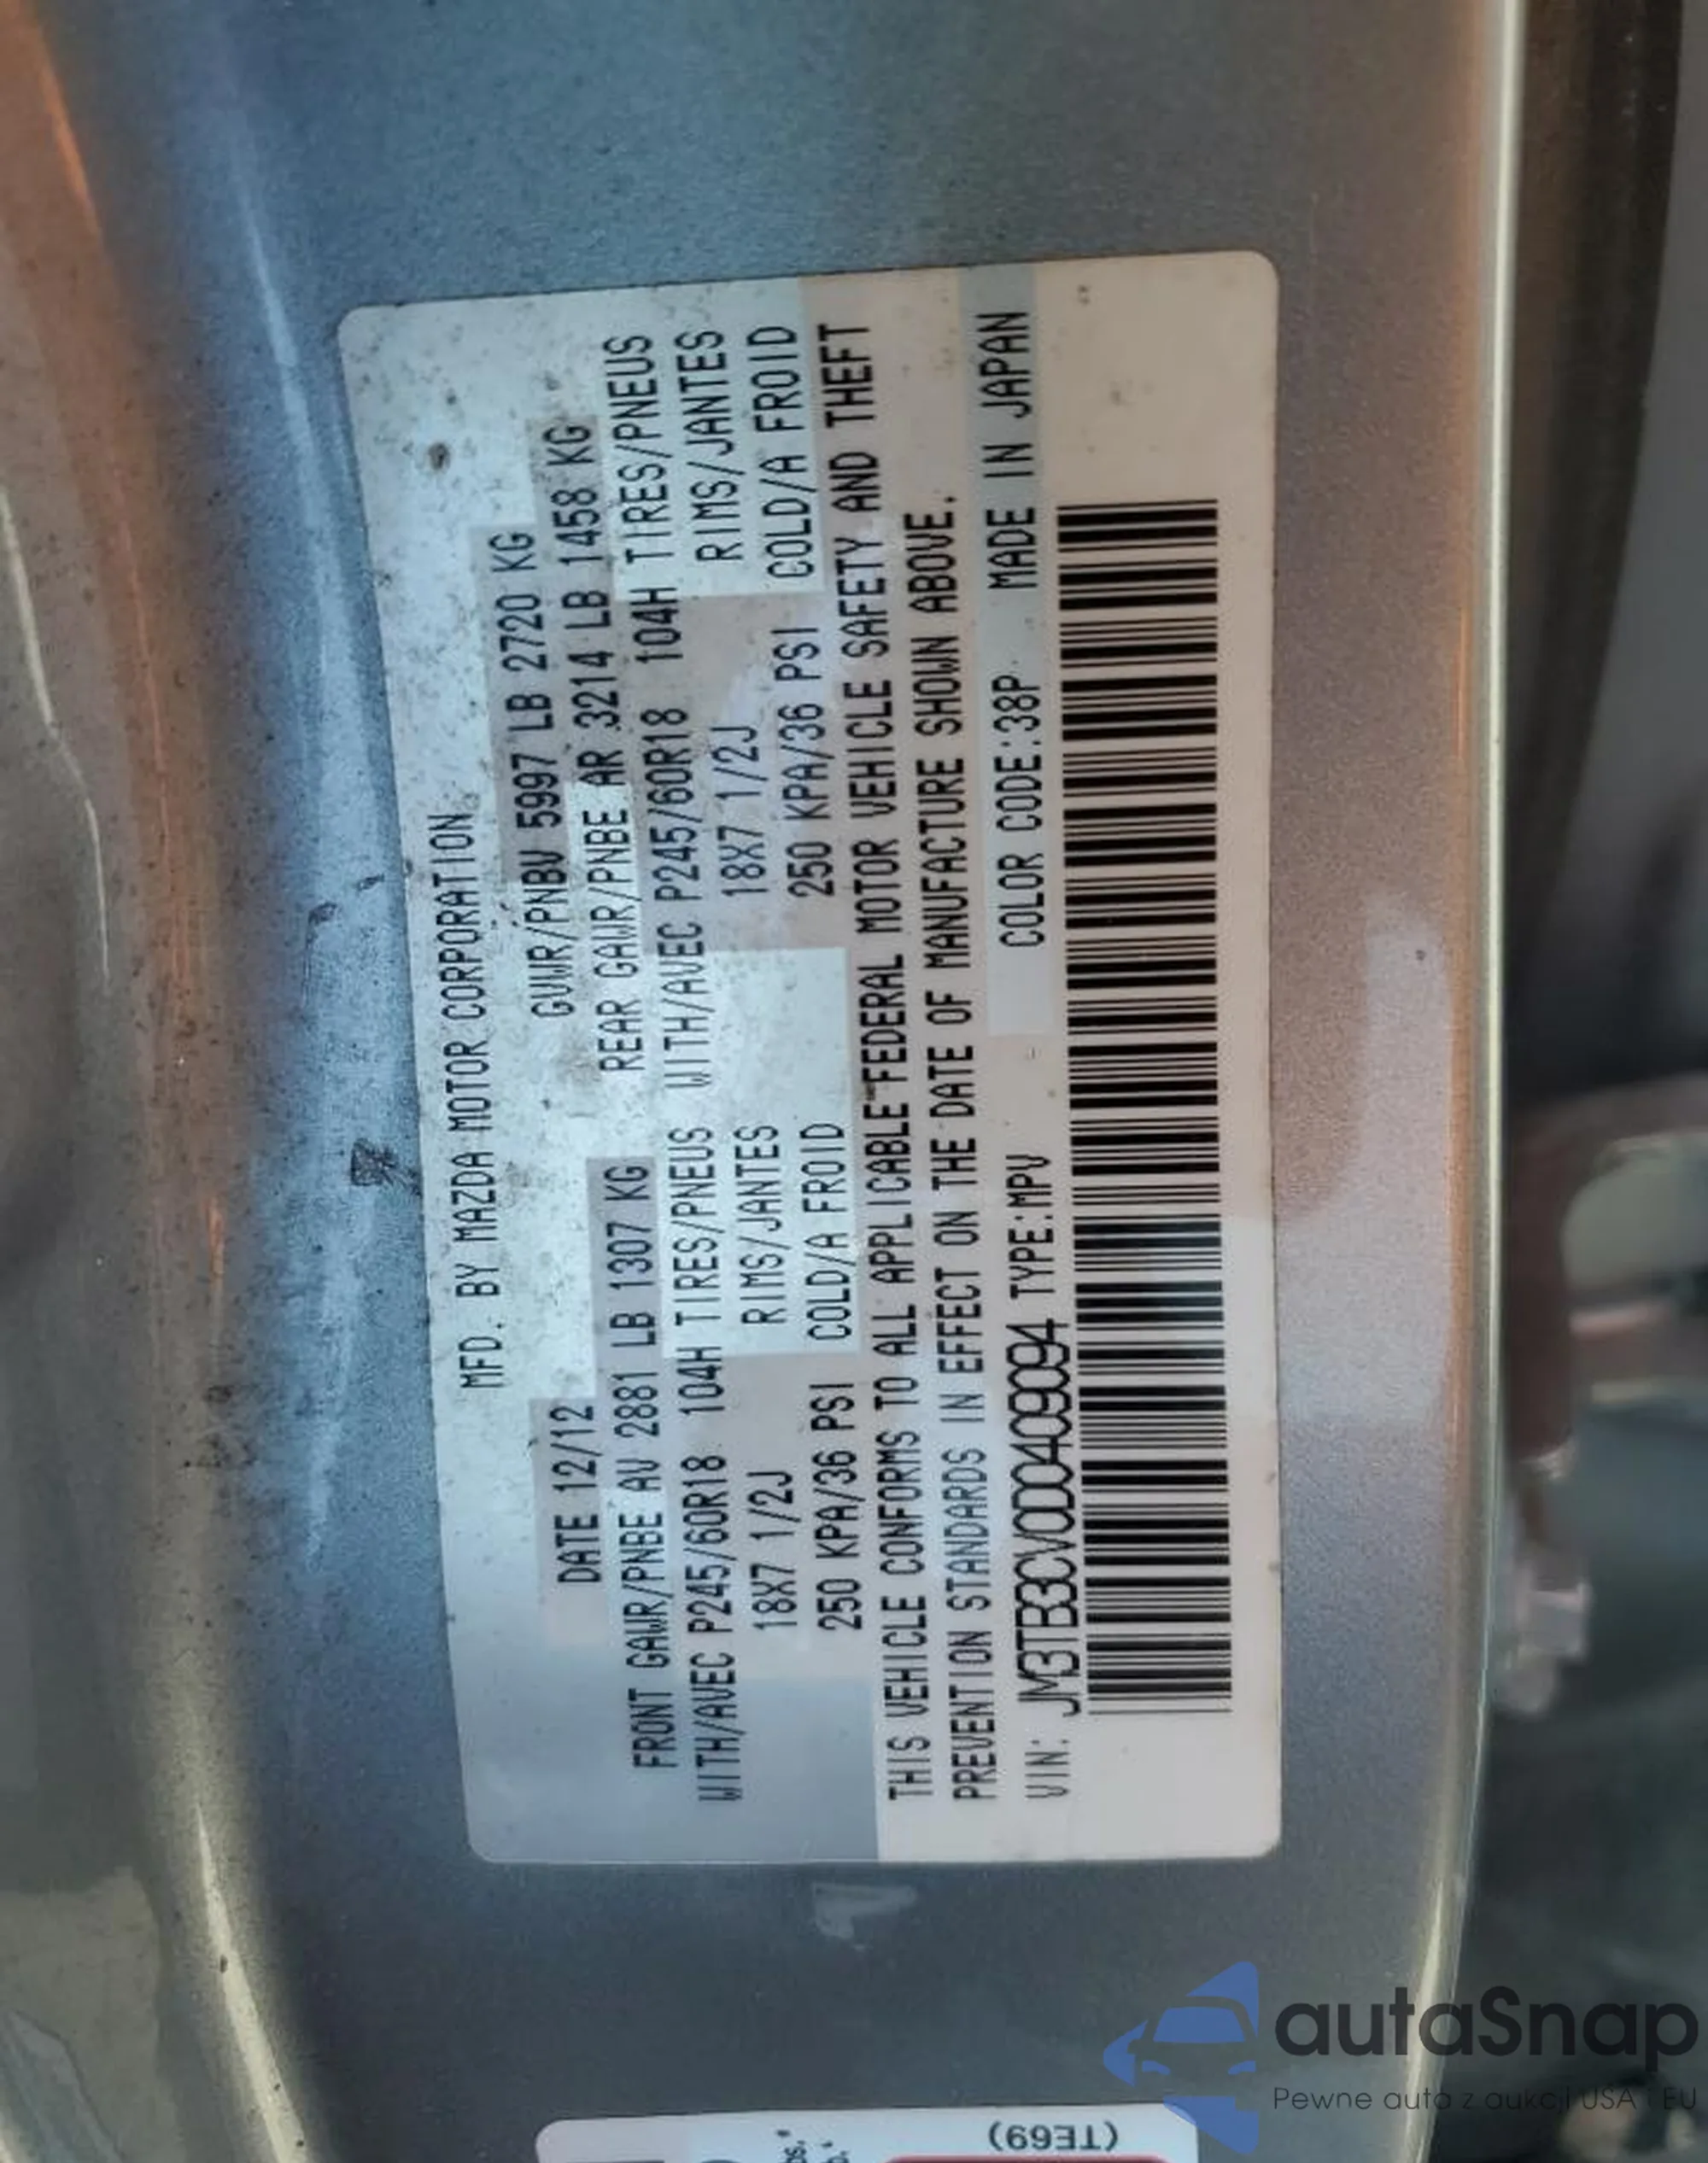 MFD. BY MAZDA MOTOR CORPORATION
DATE 12/12 GVWR/PNBV 5997 LB 2720 KG
FRONT GAWR/PNBE AV 2881 LB 1307 KG REAR GAWR/PNBE AR 3214 LB 1458 KG
WITH/AVEC P245/60R18 104H TIRES/PNEUS WITH/AVEC P245/60R18 104H TIRES/PNEUS
18X7 1/2J RIMS/JANTES 18X7 1/2J RIMS/JANTES
250 KPA/36 PSI COLD/A FROID 250 KPA/36 PSI COLD/A FROID
THIS VEHICLE CONFORMS TO ALL APPLICABLE FEDERAL MOTOR VEHICLE SAFETY AND THEFT
PREVENTION STANDARDS IN EFFECT ON THE DATE OF MANUFACTURE SHOWN ABOVE.
VIN: JM3TB3CV0D0409094 TYPE:MPV COLOR CODE:38P MADE IN JAPAN
(TE69)
autaSnap
Pewne auta z aukcji USA i EU